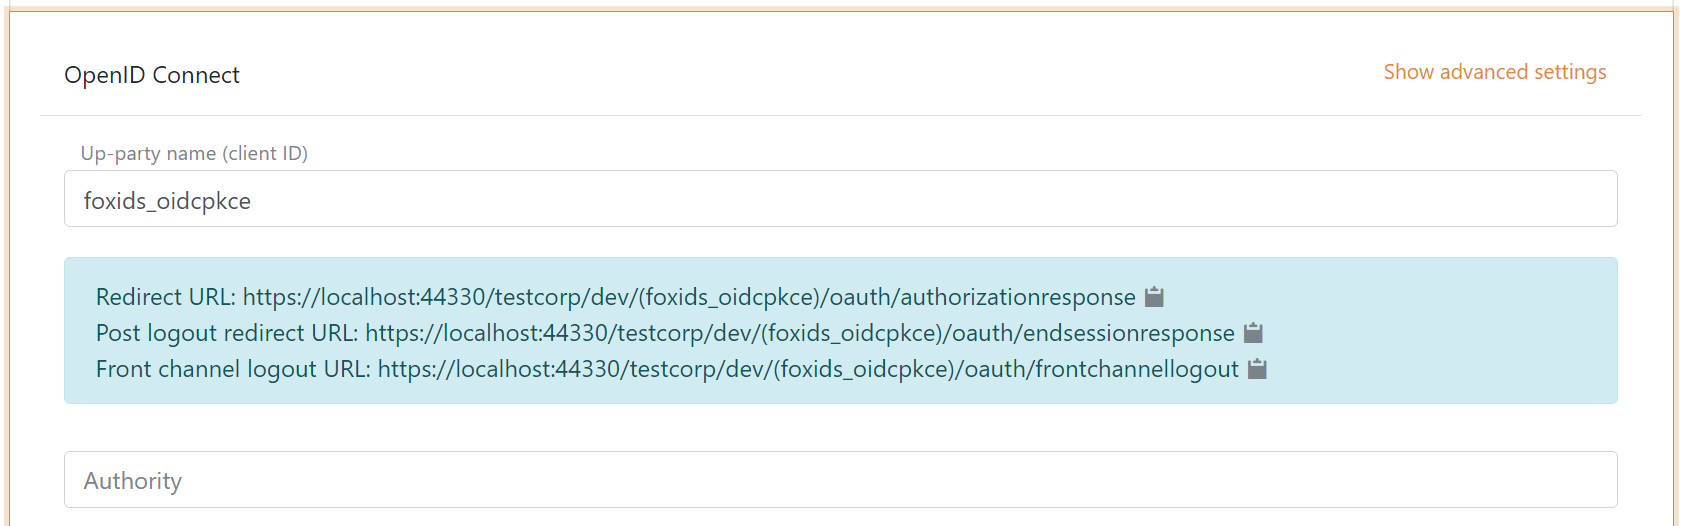 OpenID Connect
Show advanced settings
Up-party name (client ID)
foxids_oidcpkce
Redirect URL: https://localhost:44330/testcorp/dev/(foxids_oidcpkce)/oauth/authorizationresponse
Post logout redirect URL: https://localhost:44330/testcorp/dev/(foxids_oidcpkce)/oauth/endsessionresponse
Front channel logout URL: https://localhost:44330/testcorp/dev/(foxids_oidcpkce)/oauth/frontchannellogout
Authority